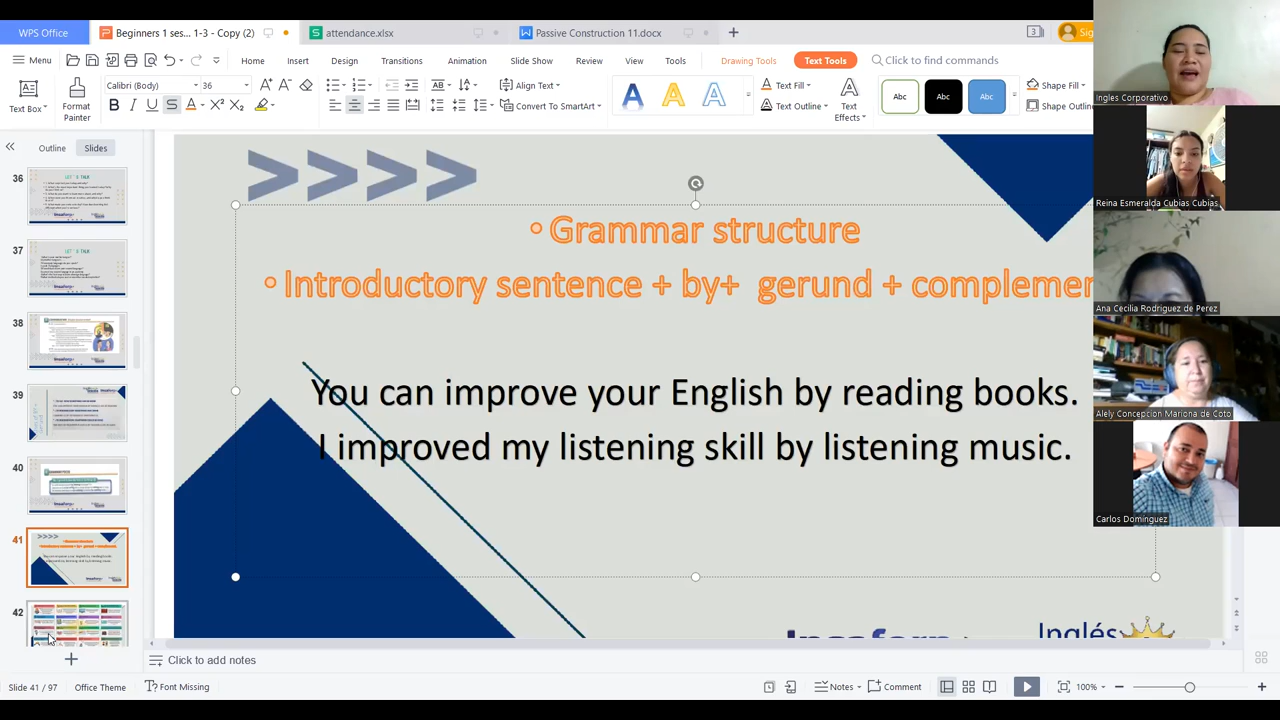 WPS Office
Beginners 1 ses... 1-3 - Copy (2)
attendance.xlsx
Passive Construction 11.docx
Menu
Home
Insert
Design
Transitions
Animation
Slide Show
Review
View
Tools
Drawing Tools
Text Tools
Click to find commands
Text Box
Format Painter
Calibri (Body)
36
Align Text
Convert To SmartArt
Text Fill
Text Outline
Text Effects
Abc
Abc
Abc
Shape Fill
Shape Outlin
Outline
Slides
36
37
38
39
40
41
42
>>>>
• Grammar structure
• Introductory sentence + by+ gerund + complemen
You can improve your English by reading books.
I improved my listening skill by listening music.
Inglés
Click to add notes
Slide 41 / 97
Office Theme
Font Missing
Notes
Comment
100%
Ingles Corporativo
Reina Esmeralda Cubias Cubias
Ana Cecilia Rodriguez de Perez
Alely Concepcion Mariona de Coto
Carlos Dominguez